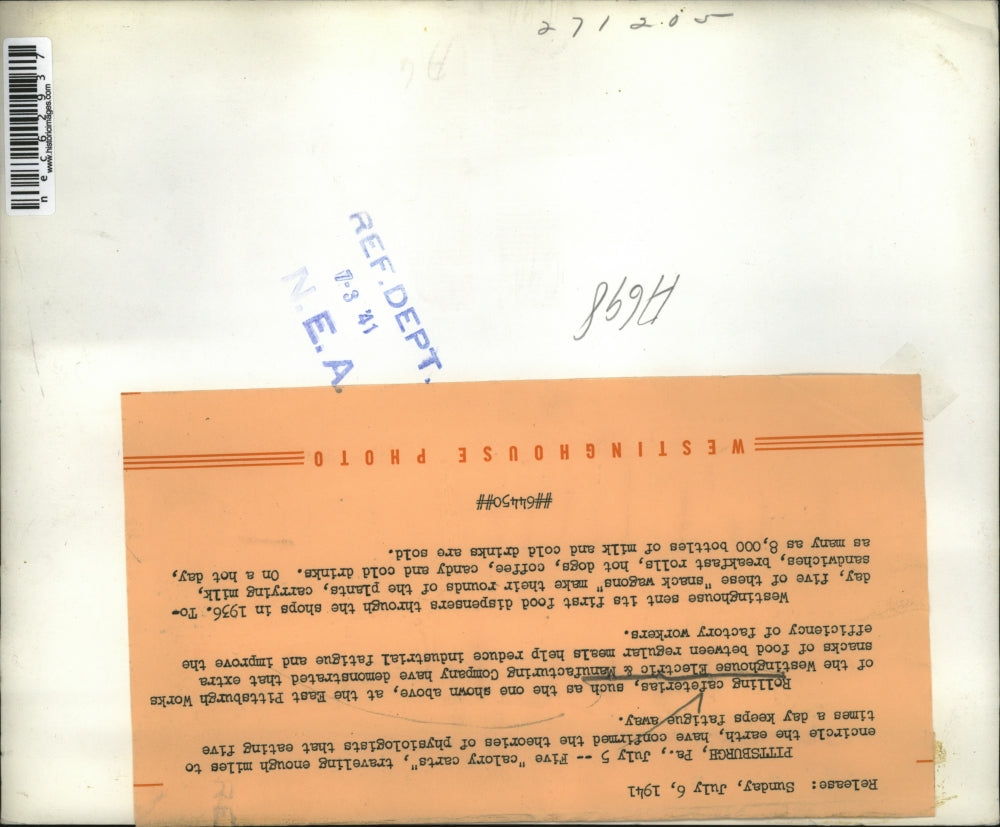 271205
nec62937
www.historicimages.com
REF. DEPT.
7-3 '41
N. E. A.
A698
Release: Sunday, July 6, 1941
PITTSBURGH, Pa., July 5 -- Five "calory carts", travelling enough miles to
encircle the earth, have confirmed the theories of physiologists that eating five
times a day keeps fatigue away.
Rolling cafeterias, such as the one shown above, at the East Pittsburgh Works
of the Westinghouse Electric & Manufacturing Company have demonstrated that extra
snacks of food between regular meals help reduce industrial fatigue and improve the
efficiency of factory workers.
Westinghouse sent its first food dispensers through the shops in 1936. To-
day, five of these "snack wagons" make their rounds of the plants, carrying milk,
sandwiches, breakfast rolls, hot dogs, coffee, candy and cold drinks. On a hot day,
as many as 8,000 bottles of milk and cold drinks are sold.
##64450##
WESTINGHOUSE PHOTO